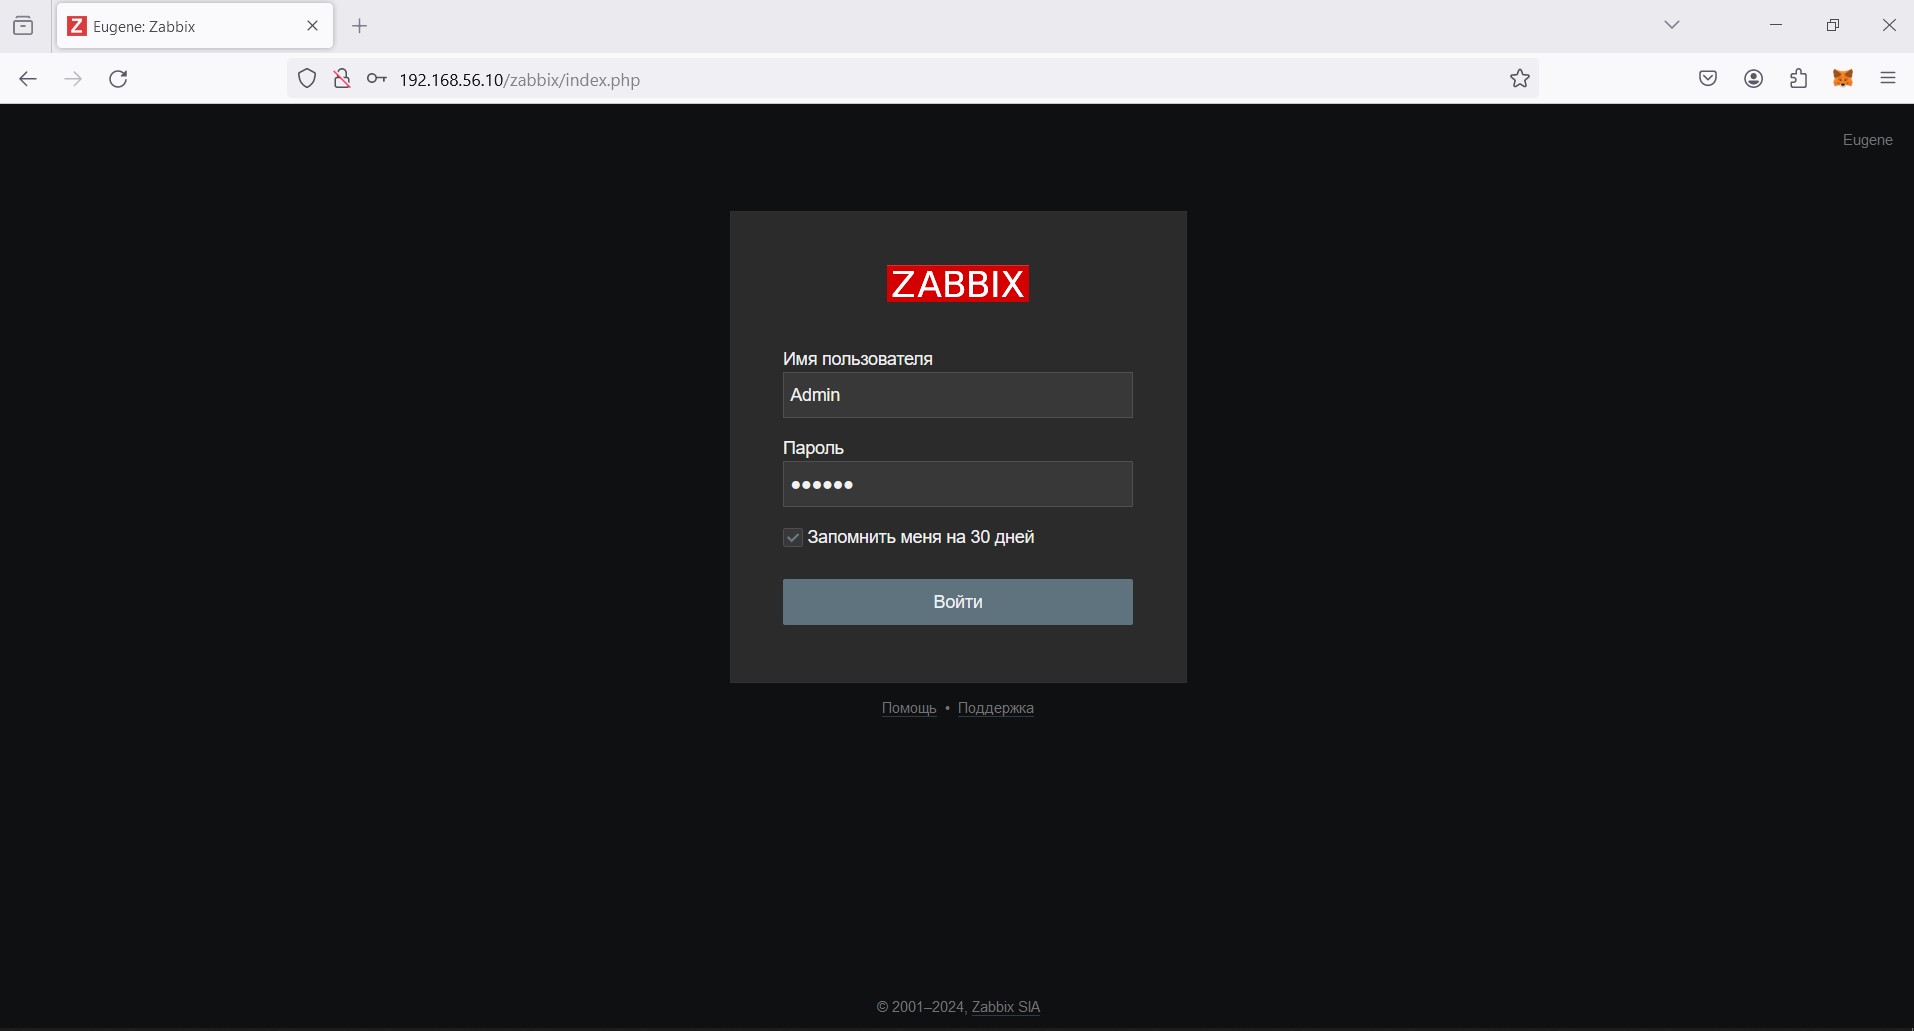 Eugene: Zabbix
192.168.56.10/zabbix/index.php
Eugene
ZABBIX
Имя пользователя
Admin
Пароль
●●●●●●
Запомнить меня на 30 дней
Войти
Помощь • Поддержка
© 2001–2024, Zabbix SIA